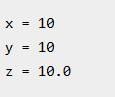 x = 10
y = 10
z = 10.0